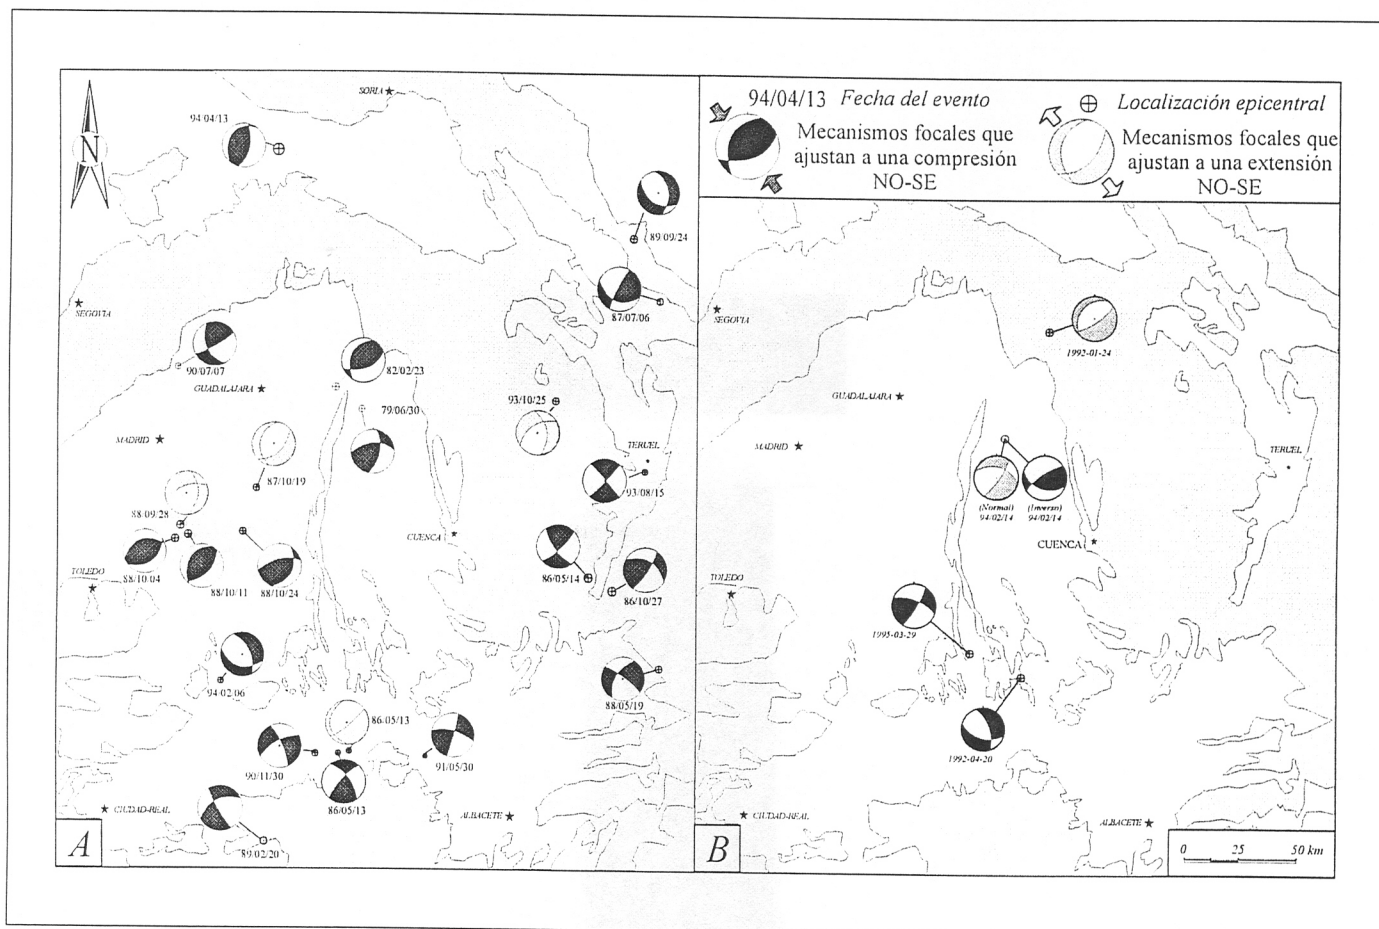 94/04/13 Fecha del evento
Mecanismos focales que
ajustan a una compresión
NO-SE
Localización epicentral
Mecanismos focales que
ajustan a una extensión
NO-SE
N
SORIA
94/04/13
89/09/24
87/07/06
SEGOVIA
90/07/07
82/02/23
GUADALAJARA
93/10/25
79/06/30
MADRID
TERUEL
87/10/19
93/08/15
88/09/28
CUENCA
86/05/14
88/10/04
TOLEDO
88/10/11
88/10/24
86/10/27
94/02/06
88/05/19
86/05/13
90/11/30
91/05/30
86/05/13
CIUDAD-REAL
ALBACETE
89/02/20
A
SEGOVIA
1992-01-24
GUADALAJARA
MADRID
TERUEL
(Normal)
94/02/14
(Inverso)
94/02/14
CUENCA
TOLEDO
1995-03-29
1992-04-20
CIUDAD-REAL
ALBACETE
B
0 25 50 km